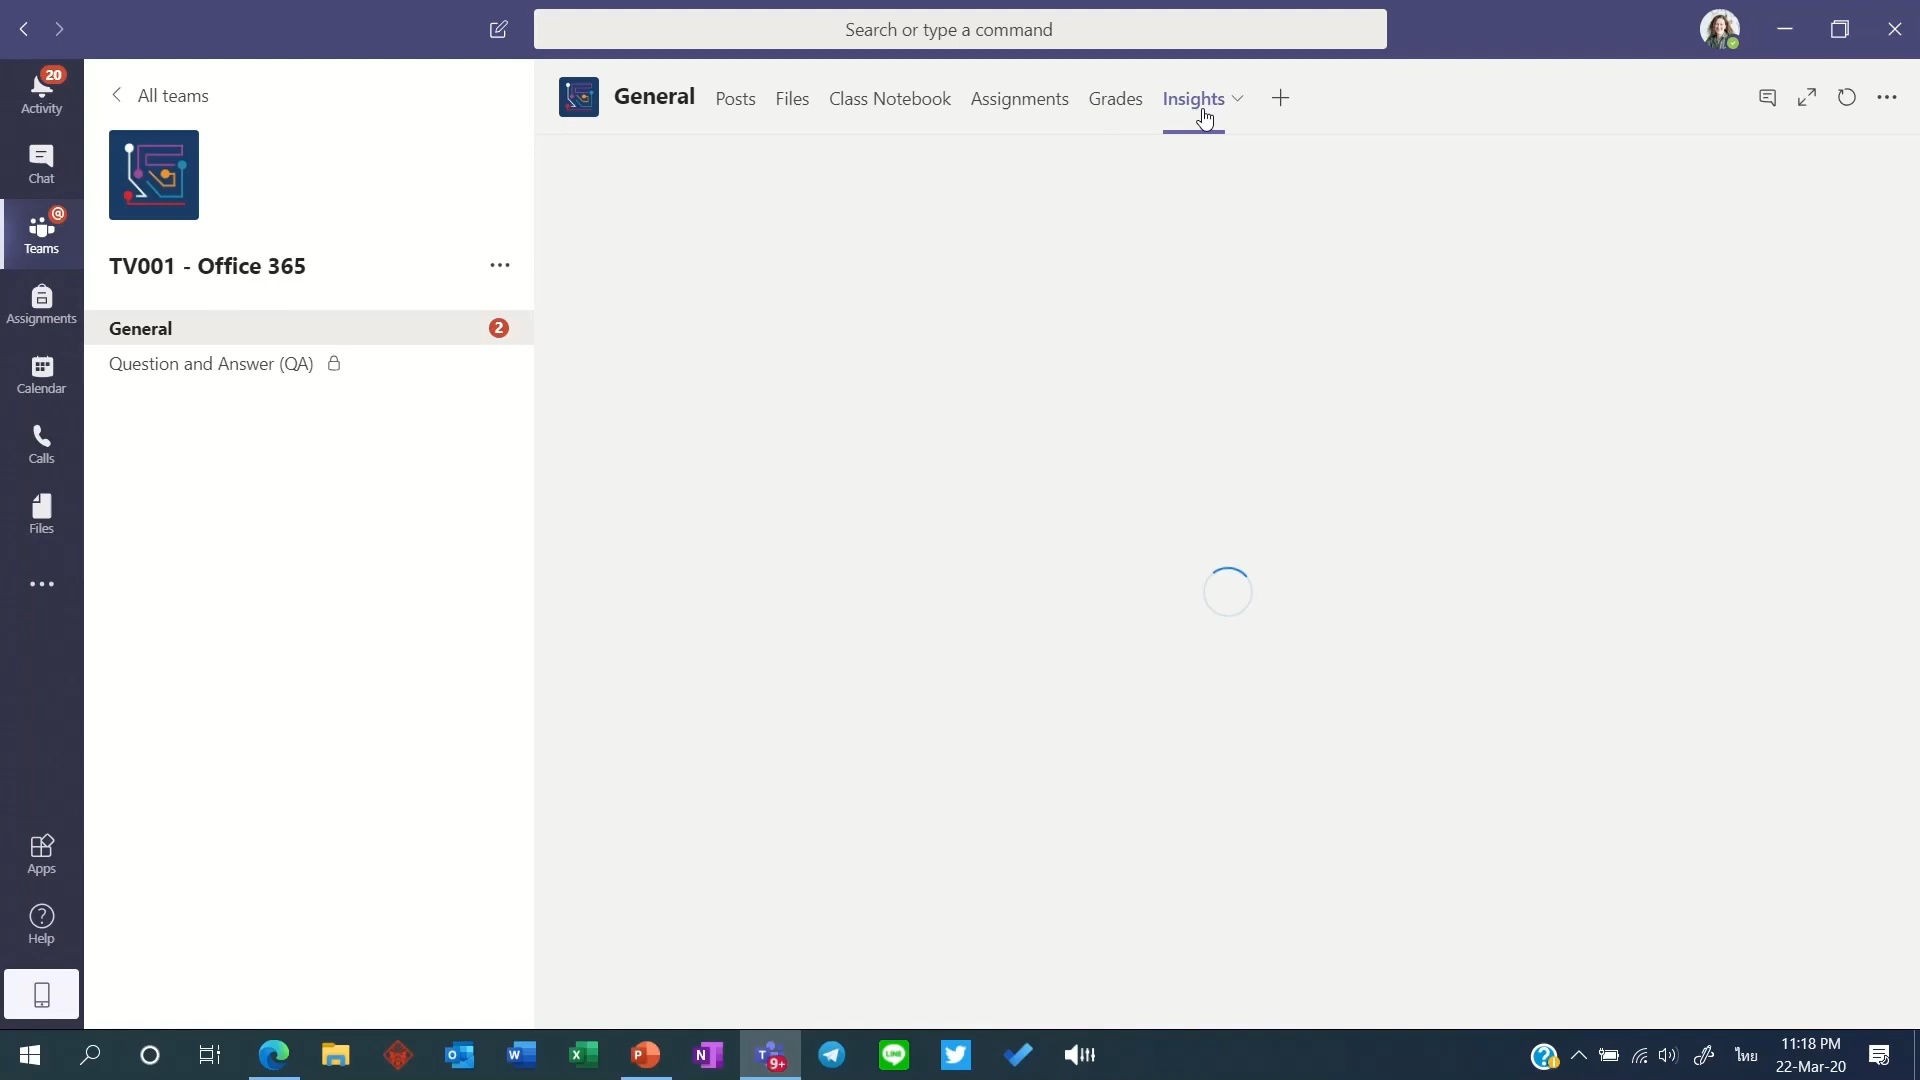 Search or type a command
20
Activity
Chat
@
Teams
Assignments
Calendar
Calls
Files
Apps
Help
All teams
TV001 - Office 365
General
2
Question and Answer (QA)
General Posts Files Class Notebook Assignments Grades Insights
9+
LINE
ไทย
11:18 PM
22-Mar-20